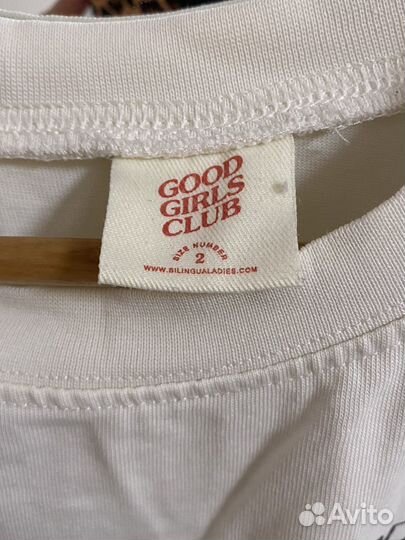 GOOD
GIRLS
CLUB
SIZE NUMBER
2
WWW.BILINGUALADIES.COM
Avito